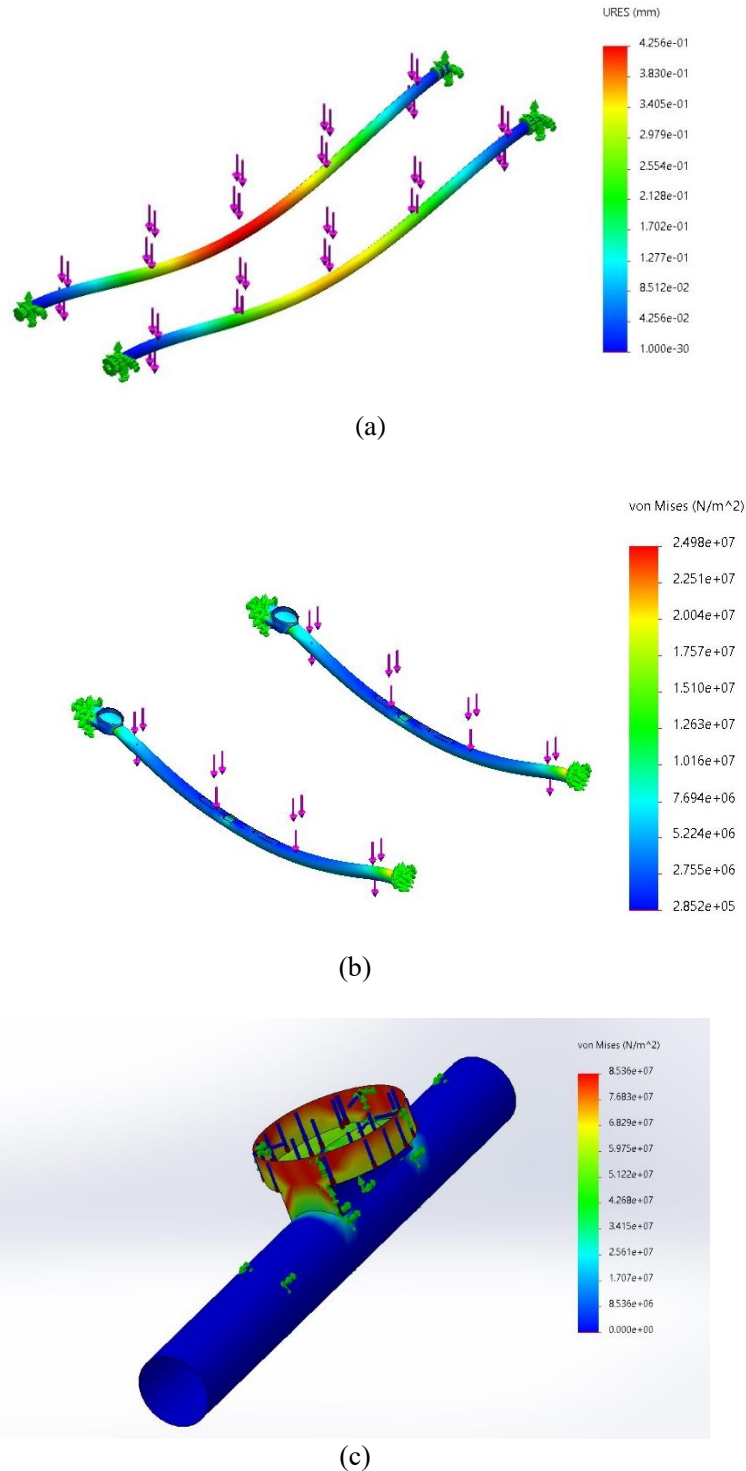 URES (mm)
4.256e-01
3.830e-01
3.405e-01
2.979e-01
2.554e-01
2.128e-01
1.702e-01
1.277e-01
8.512e-02
4.256e-02
1.000e-30
(a)
von Mises (N/m^2)
2.498e+07
2.251e+07
2.004e+07
1.757e+07
1.510e+07
1.263e+07
1.016e+07
7.694e+06
5.224e+06
2.755e+06
2.852e+05
(b)
von Mises (N/m^2)
8.536e+07
7.683e+07
6.829e+07
5.975e+07
5.122e+07
4.268e+07
3.415e+07
2.561e+07
1.707e+07
8.536e+06
0.000e+00
(c)